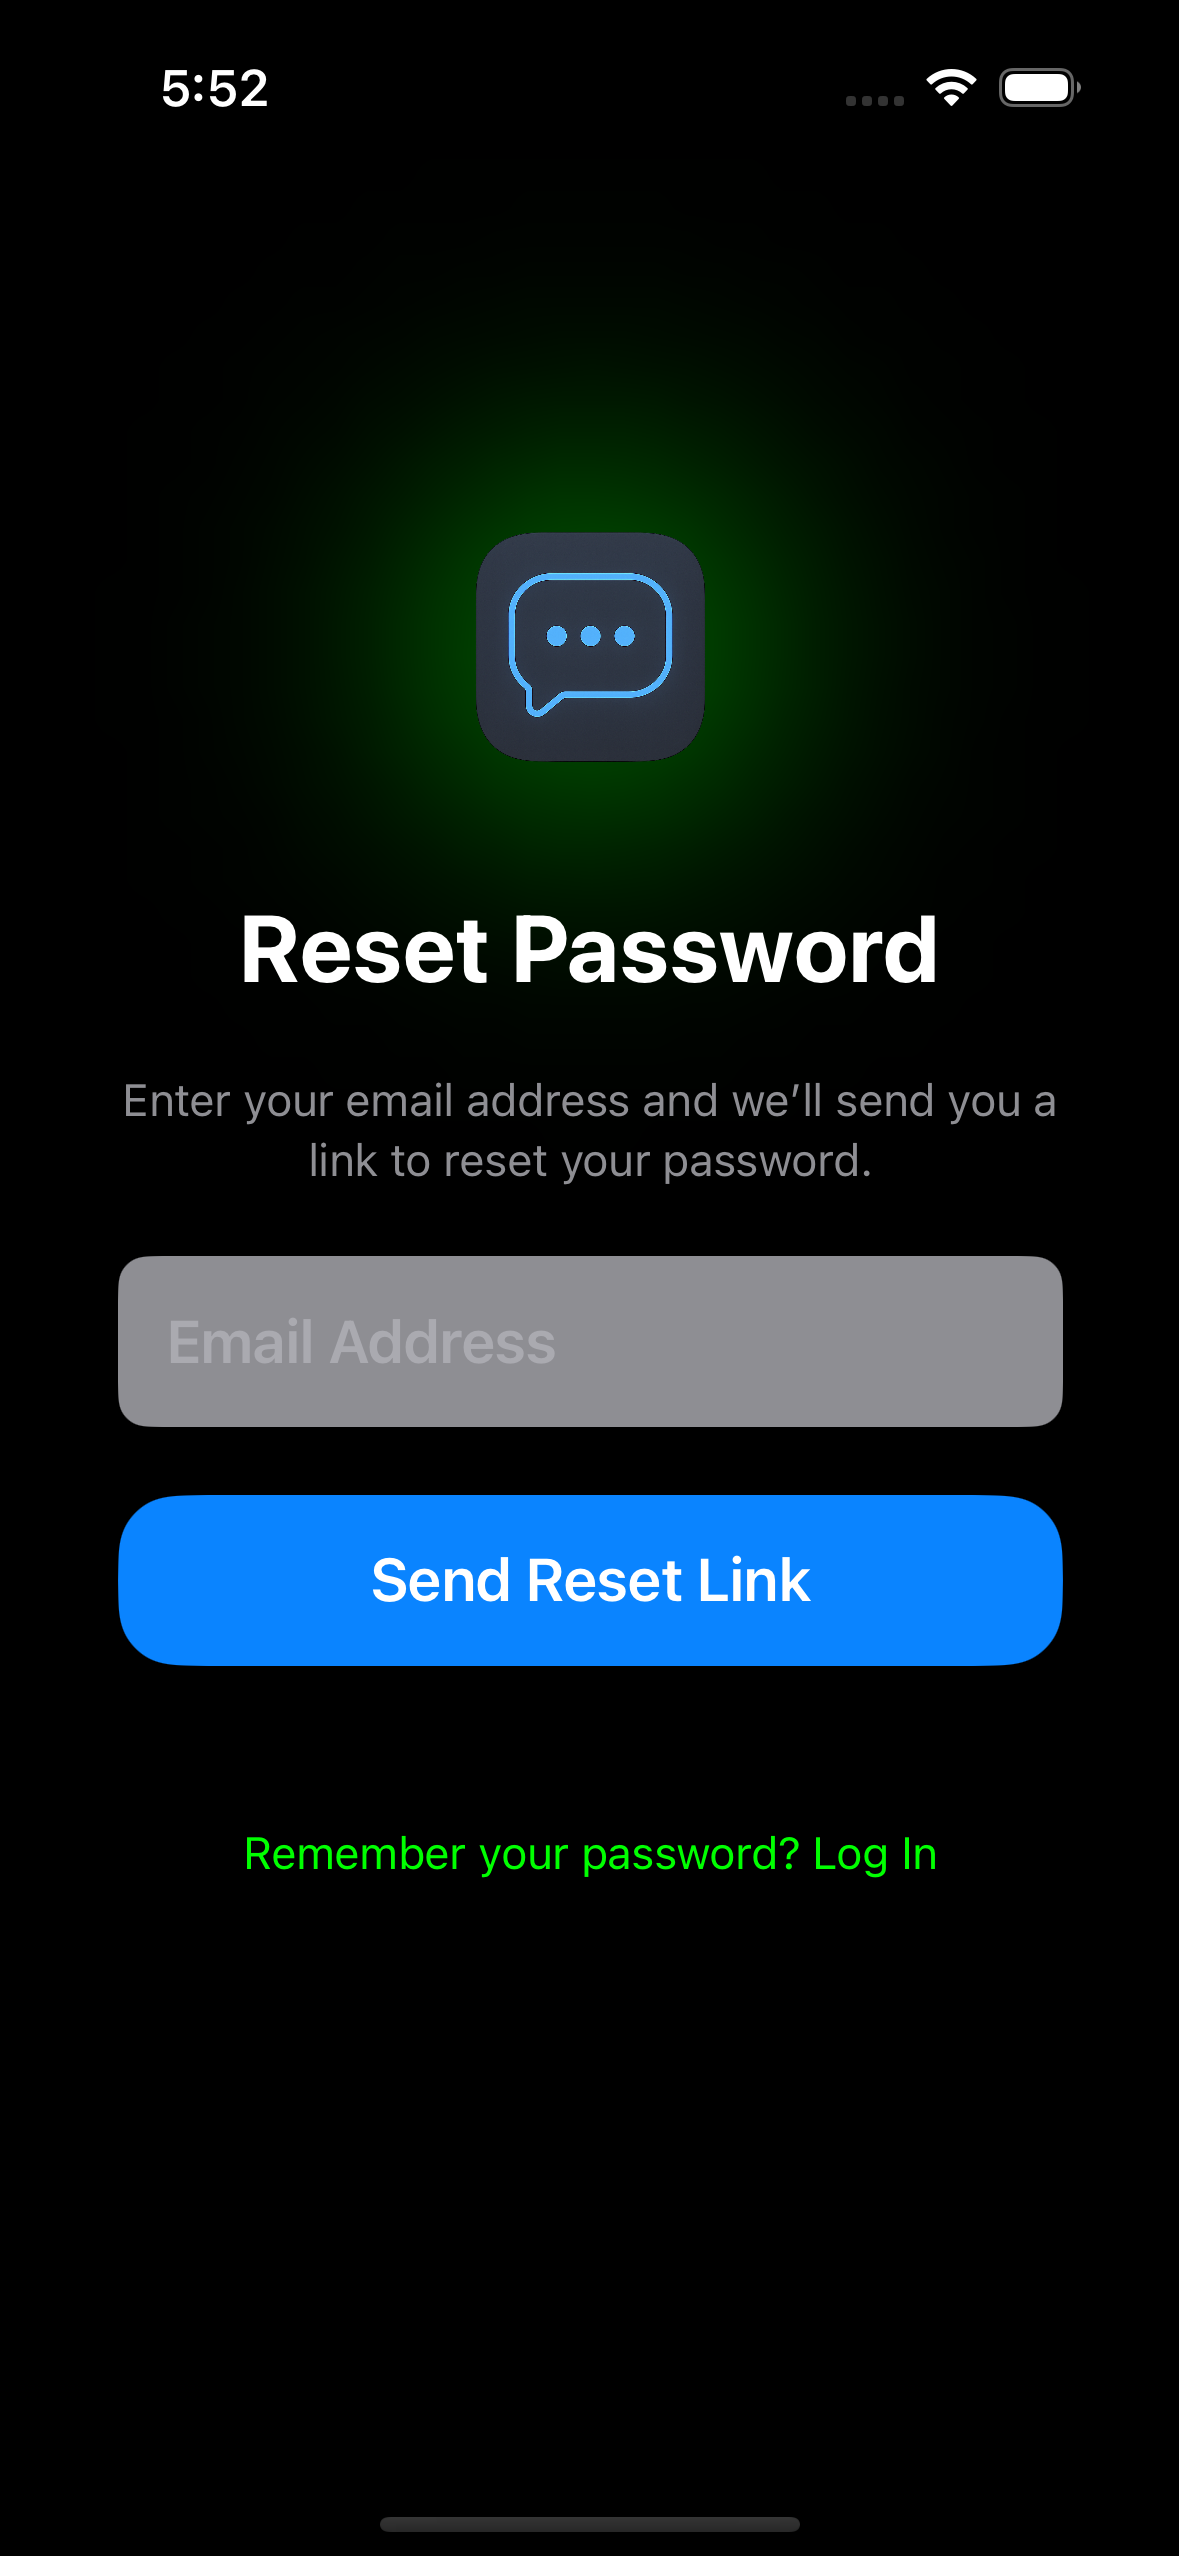 5:52
Reset Password
Enter your email address and we’ll send you a
link to reset your password.
Email Address
Send Reset Link
Remember your password? Log In